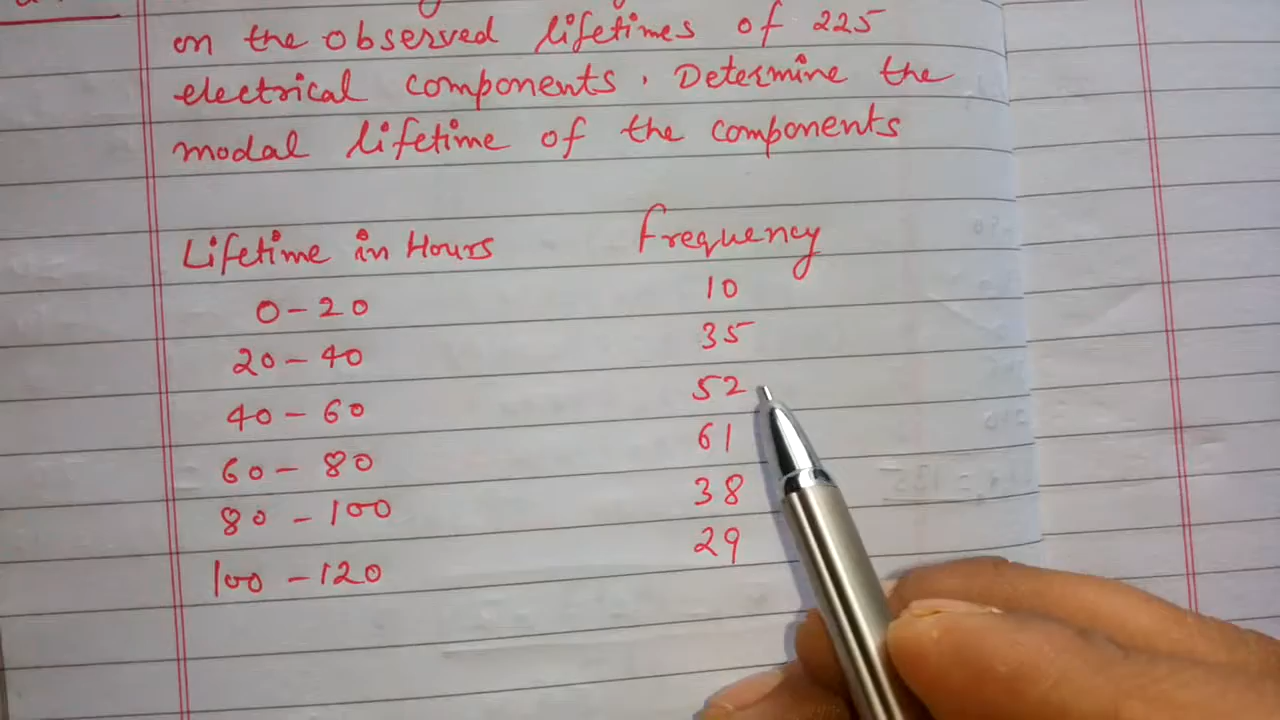 on the observed lifetimes of 225
electrical components. Determine the
modal lifetime of the components
Lifetime in Hours Frequency
0-20 10
20-40 35
40-60 52
60-80 61
80-100 38
100-120 29